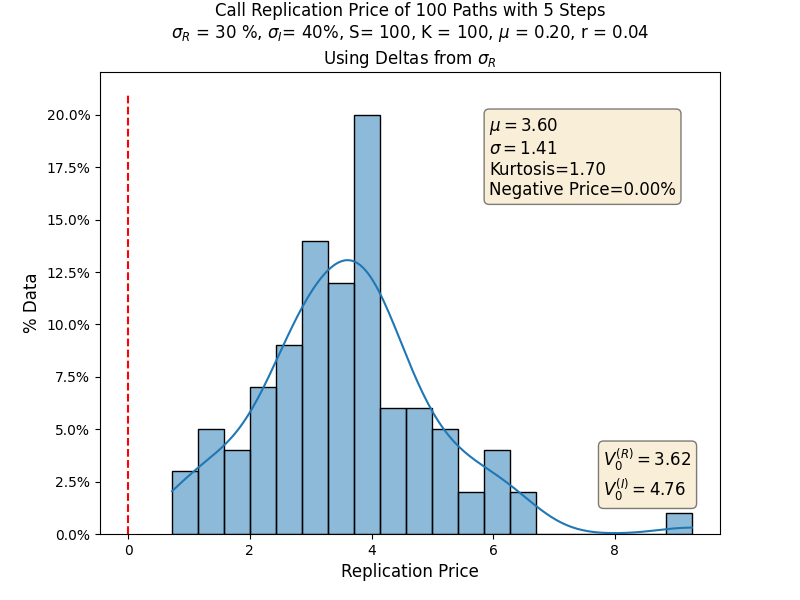 Call Replication Price of 100 Paths with 5 Steps
σR = 30 %, σI= 40%, S= 100, K = 100, μ = 0.20, r = 0.04
Using Deltas from σR
20.0%
17.5%
15.0%
12.5%
10.0%
7.5%
5.0%
2.5%
0.0%
% Data
μ = 3.60
σ = 1.41
Kurtosis=1.70
Negative Price=0.00%
V0(R) = 3.62
V0(I) = 4.76
0 2 4 6 8
Replication Price